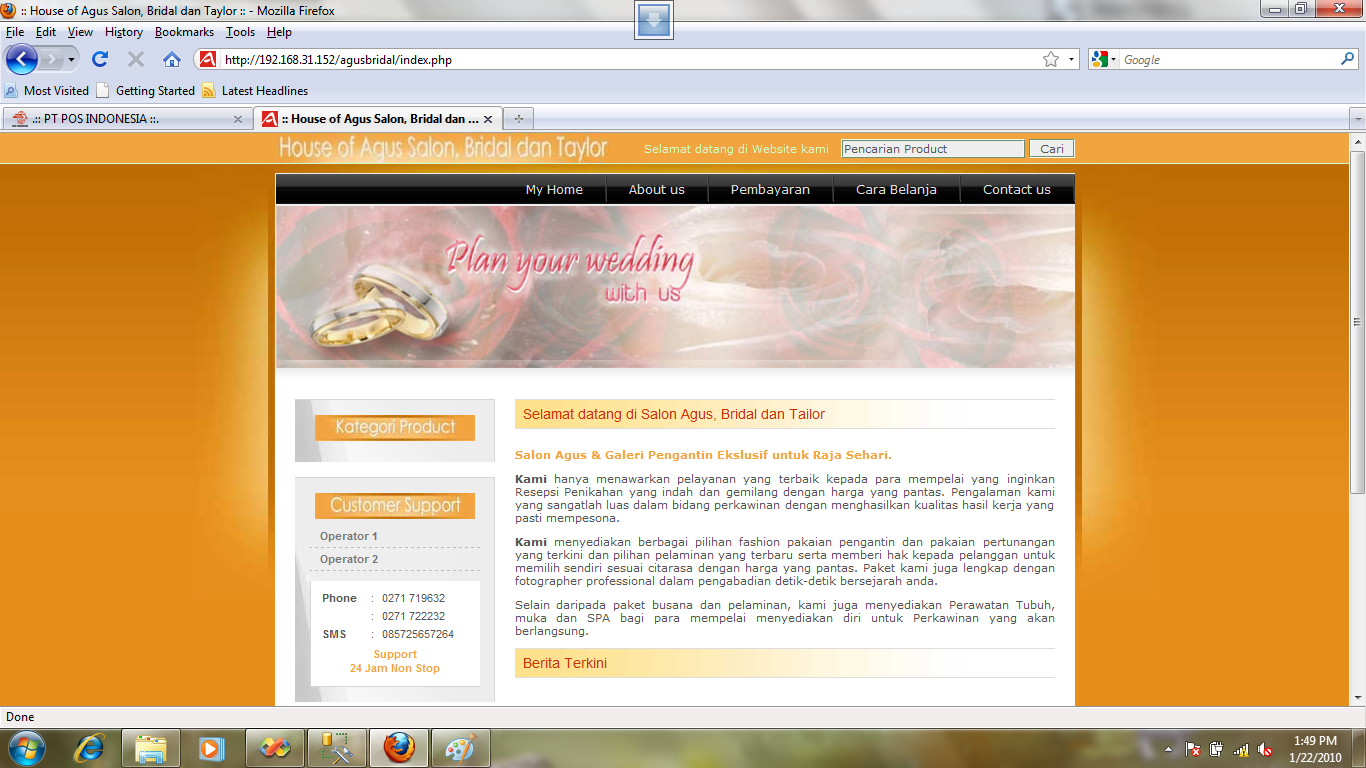 :: House of Agus Salon, Bridal dan Taylor :: - Mozilla Firefox
File Edit View History Bookmarks Tools Help
http://192.168.31.152/agusbridal/index.php
Google
Most Visited Getting Started Latest Headlines
.:: PT POS INDONESIA ::.
:: House of Agus Salon, Bridal dan ...
House of Agus Salon, Bridal dan Taylor
Selamat datang di Website kami
Pencarian Product
Cari
My Home About us Pembayaran Cara Belanja Contact us
Plan your wedding
with us
Kategori Product
Customer Support
Operator 1
Operator 2
Phone : 0271 719632
: 0271 722232
SMS : 085725657264
Support
24 Jam Non Stop
Selamat datang di Salon Agus, Bridal dan Tailor
Salon Agus & Galeri Pengantin Ekslusif untuk Raja Sehari.
Kami hanya menawarkan pelayanan yang terbaik kepada para mempelai yang inginkan
Resepsi Penikahan yang indah dan gemilang dengan harga yang pantas. Pengalaman kami
yang sangatlah luas dalam bidang perkawinan dengan menghasilkan kualitas hasil kerja yang
pasti mempesona.
Kami menyediakan berbagai pilihan fashion pakaian pengantin dan pakaian pertunangan
yang terkini dan pilihan pelaminan yang terbaru serta memberi hak kepada pelanggan untuk
memilih sendiri sesuai citarasa dengan harga yang pantas. Paket kami juga lengkap dengan
fotographer professional dalam pengabadian detik-detik bersejarah anda.
Selain daripada paket busana dan pelaminan, kami juga menyediakan Perawatan Tubuh,
muka dan SPA bagi para mempelai menyediakan diri untuk Perkawinan yang akan
berlangsung.
Berita Terkini
Done
1:49 PM
1/22/2010